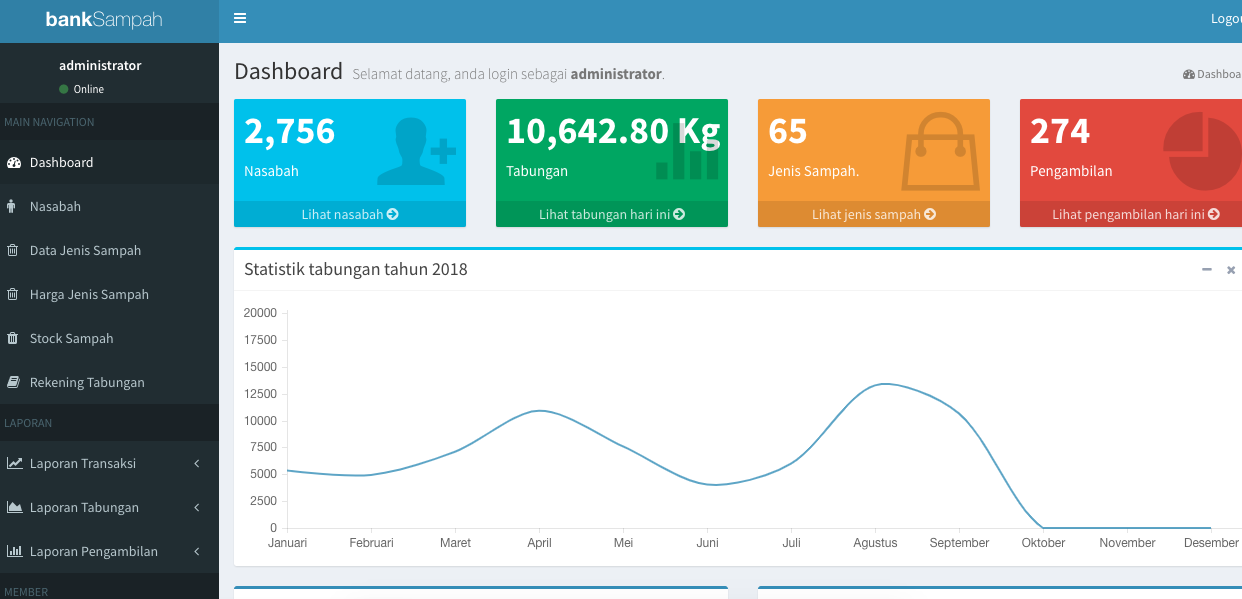 bankSampah
Logou
administrator
Online
MAIN NAVIGATION
Dashboard
Nasabah
Data Jenis Sampah
Harga Jenis Sampah
Stock Sampah
Rekening Tabungan
LAPORAN
Laporan Transaksi
Laporan Tabungan
Laporan Pengambilan
MEMBER
Dashboard Selamat datang, anda login sebagai administrator.
Dashboa
2,756
Nasabah
Lihat nasabah
10,642.80 Kg
Tabungan
Lihat tabungan hari ini
65
Jenis Sampah.
Lihat jenis sampah
274
Pengambilan
Lihat pengambilan hari ini
Statistik tabungan tahun 2018
20000
17500
15000
12500
10000
7500
5000
2500
0
Januari Februari Maret April Mei Juni Juli Agustus September Oktober November Desember